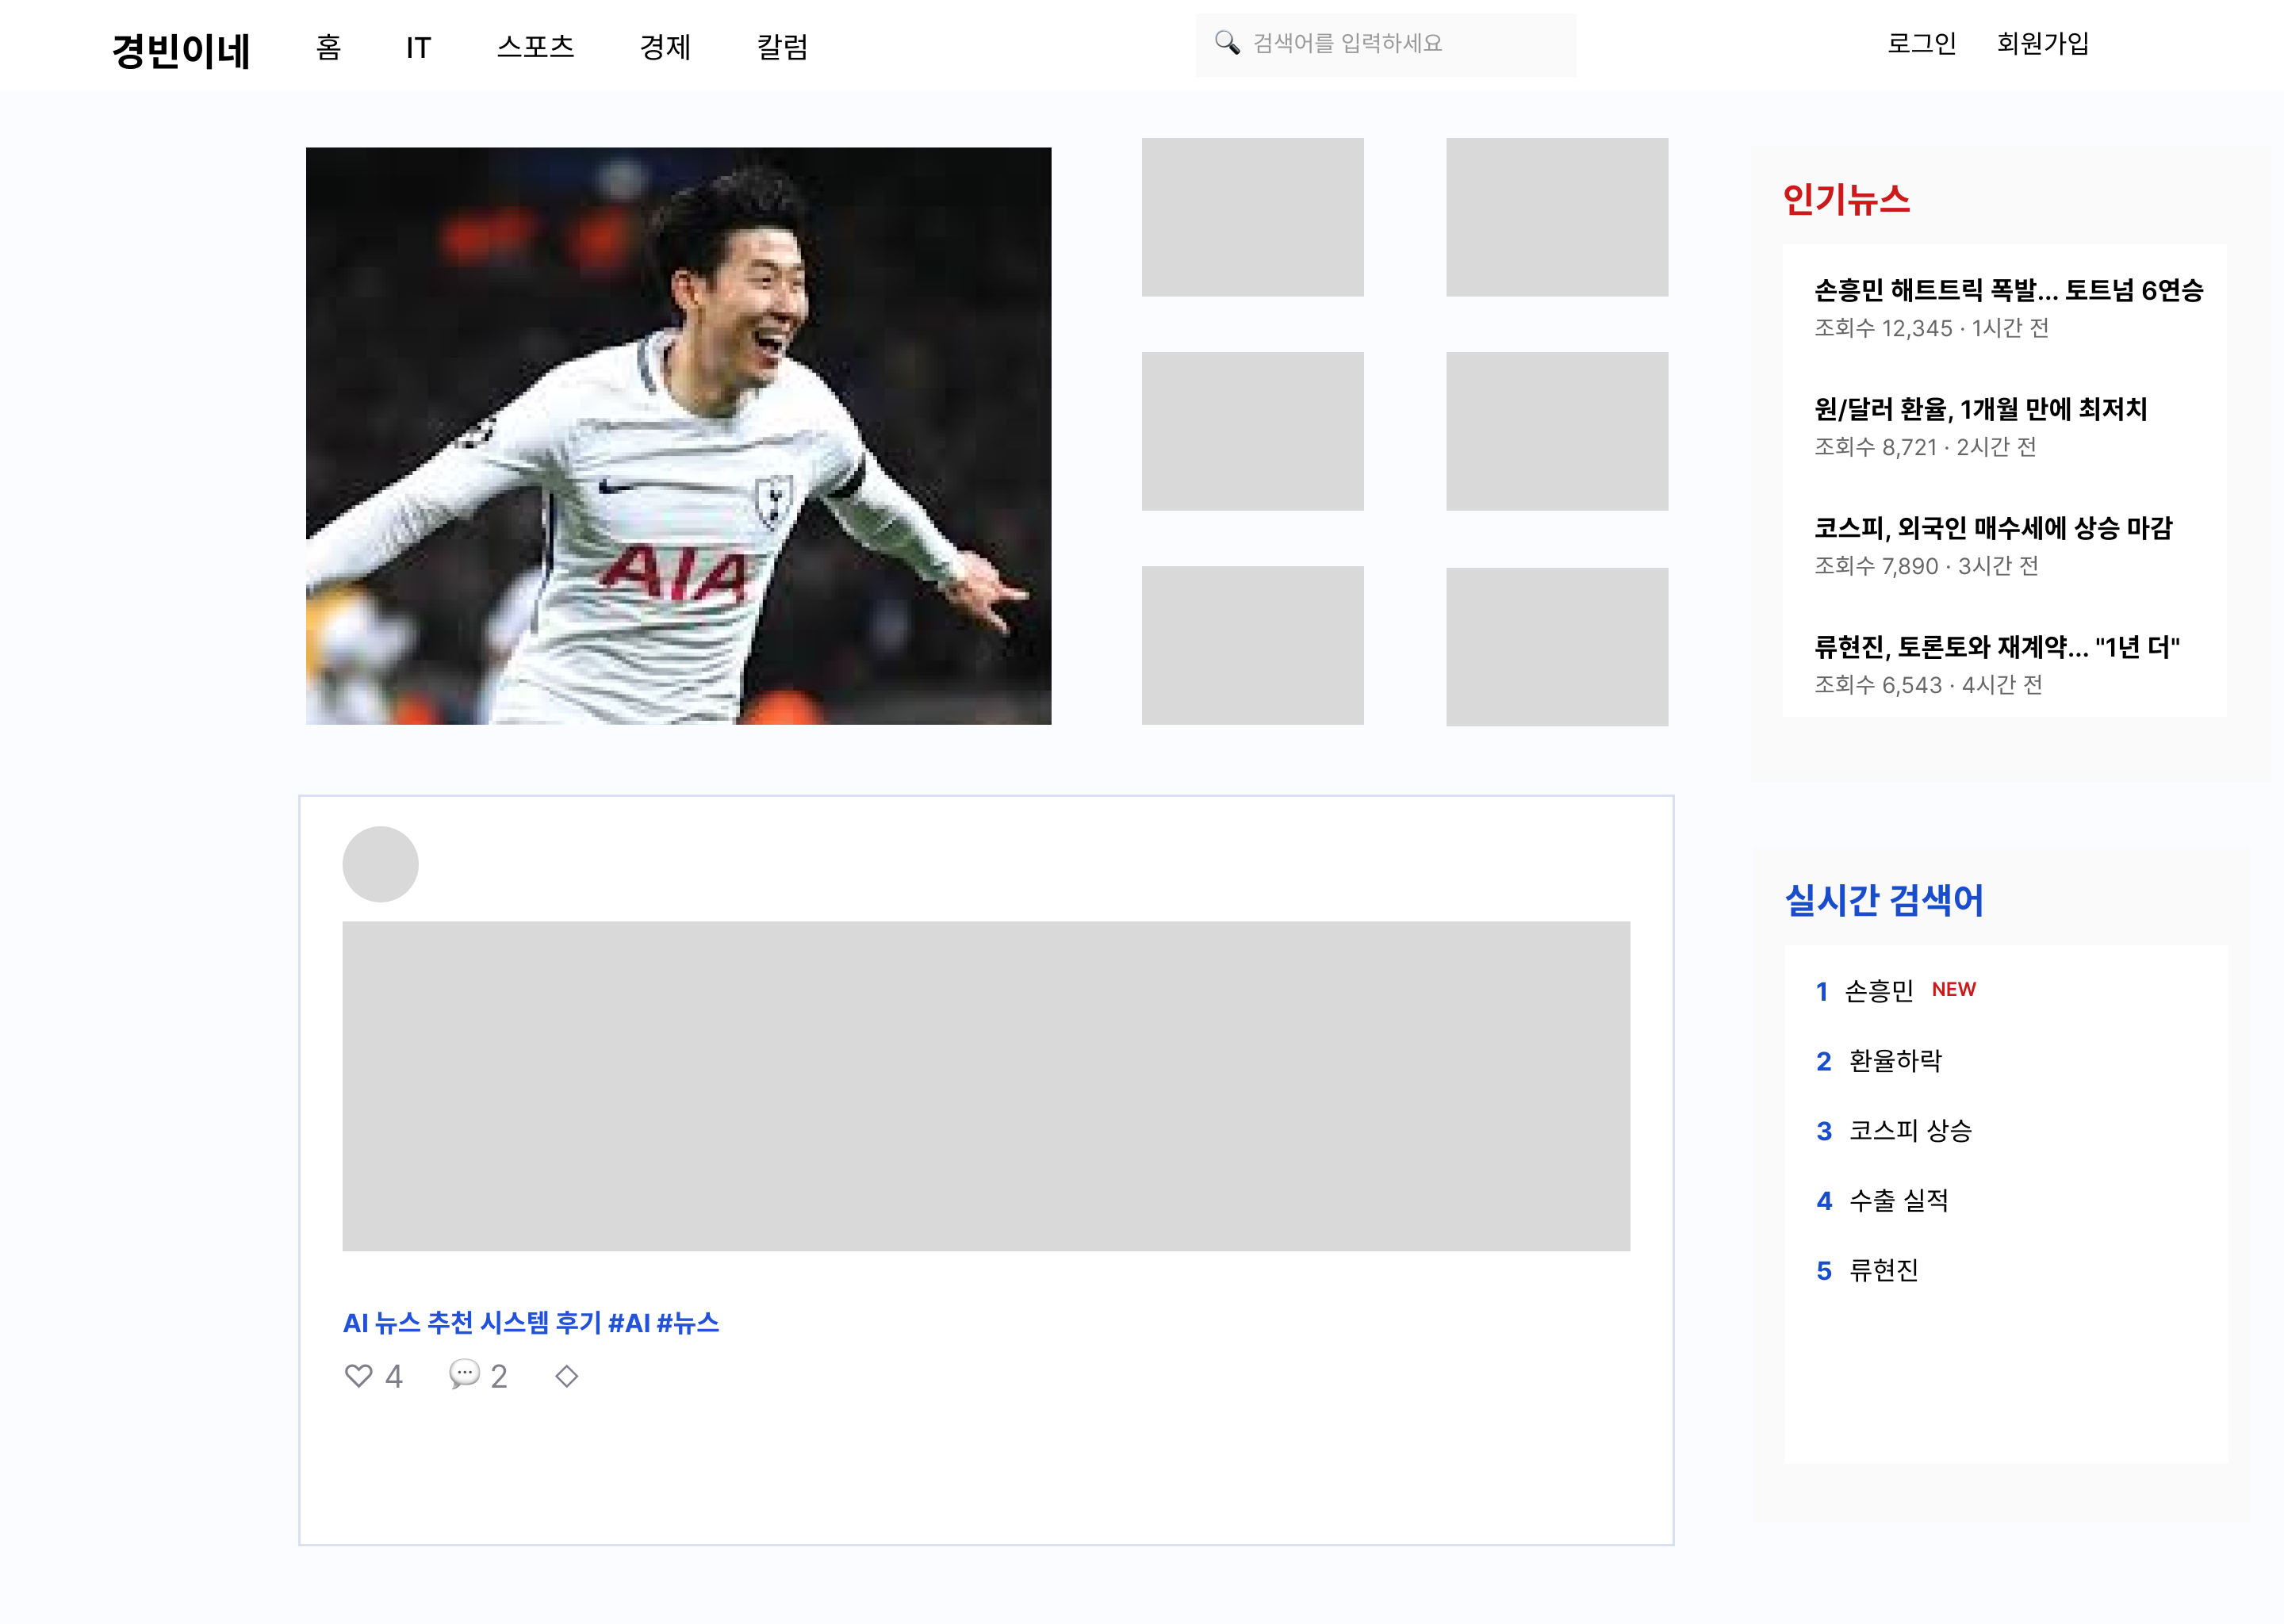 경빈이네 홈 IT 스포츠 경제 칼럼 🔍 검색어를 입력하세요 로그인 회원가입
AIA
인기뉴스
손흥민 해트트릭 폭발... 토트넘 6연승
조회수 12,345 · 1시간 전
원/달러 환율, 1개월 만에 최저치
조회수 8,721 · 2시간 전
코스피, 외국인 매수세에 상승 마감
조회수 7,890 · 3시간 전
류현진, 토론토와 재계약... "1년 더"
조회수 6,543 · 4시간 전
AI 뉴스 추천 시스템 후기 #AI #뉴스
♡ 4 💬 2 ◇
실시간 검색어
1 손흥민 NEW
2 환율하락
3 코스피 상승
4 수출 실적
5 류현진